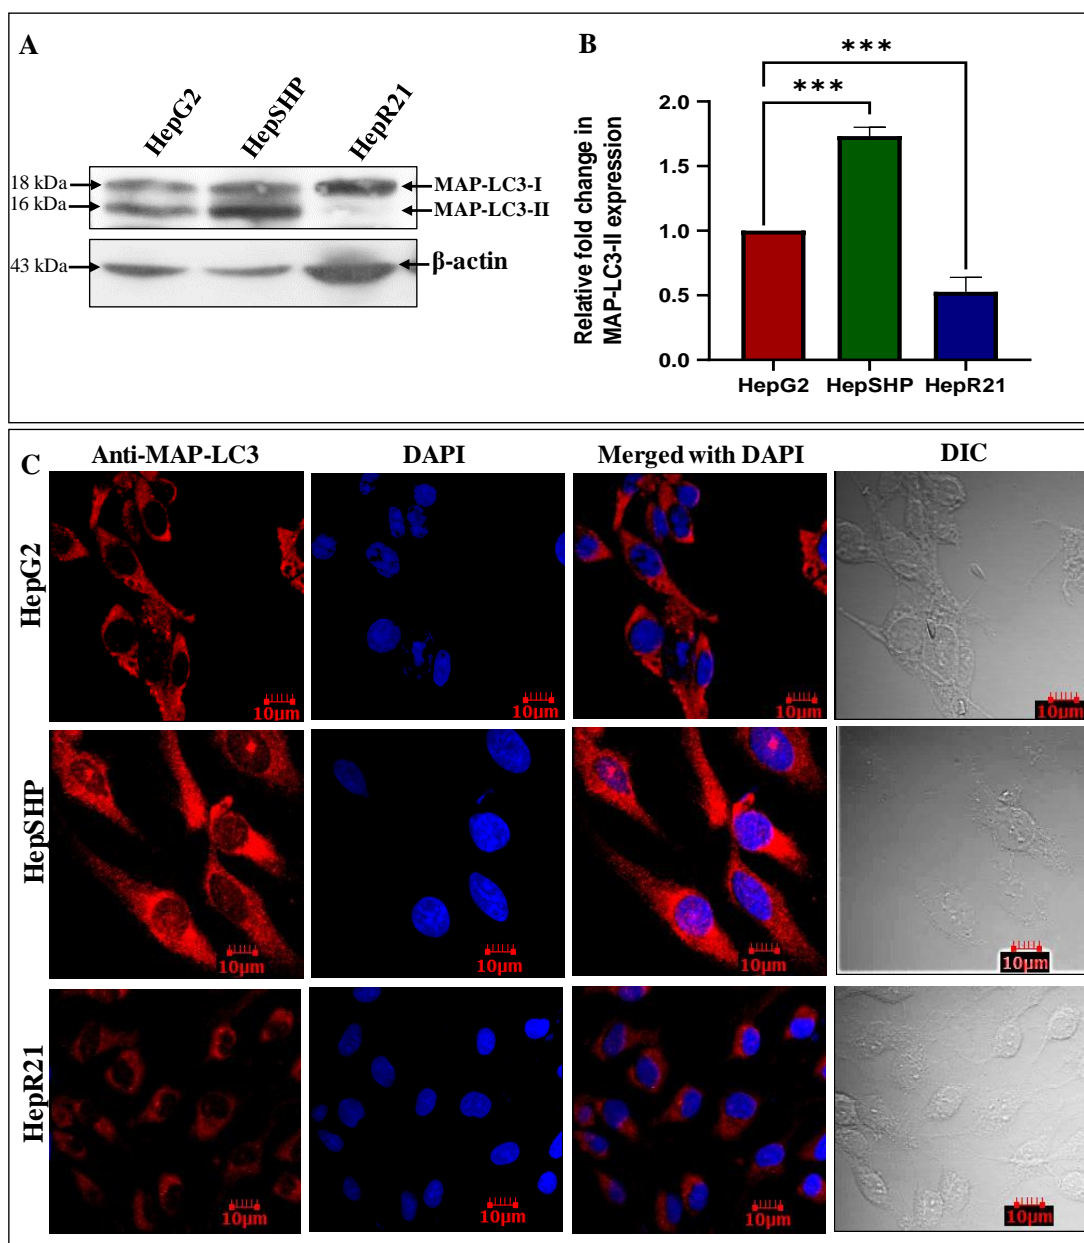 A
HepG2
HepSHP
HepR21
18 kDa
MAP-LC3-I
16 kDa
MAP-LC3-II
43 kDa
β-actin
B
***
***
Relative fold change in
MAP-LC3-II expression
2.0
1.5
1.0
0.5
0.0
HepG2 HepSHP HepR21
C
Anti-MAP-LC3 DAPI Merged with DAPI DIC
HepG2
10μm 10μm 10μm 10μm
HepSHP
10μm 10μm 10μm 10μm
HepR21
10μm 10μm 10μm 10μm